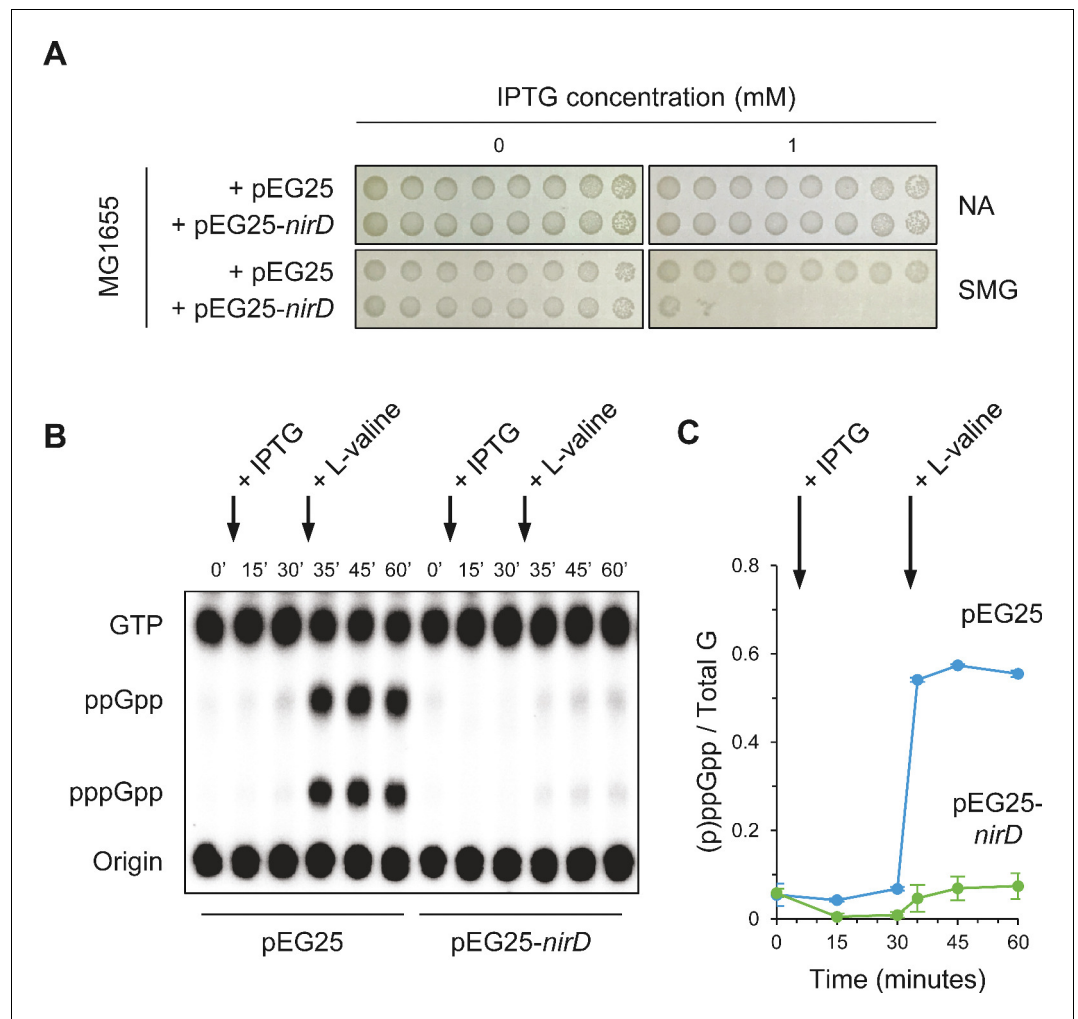 A
IPTG concentration (mM)
0 1
MG1655
+ pEG25
+ pEG25-nirD
NA
+ pEG25
+ pEG25-nirD
SMG
B
+ IPTG + L-valine + IPTG + L-valine
0' 15' 30' 35' 45' 60' 0' 15' 30' 35' 45' 60'
GTP
ppGpp
pppGpp
Origin
pEG25 pEG25-nirD
C
+ IPTG + L-valine
(p)ppGpp / Total G
0.8
0.6
0.4
0.2
0
pEG25
pEG25-
nirD
0 15 30 45 60
Time (minutes)